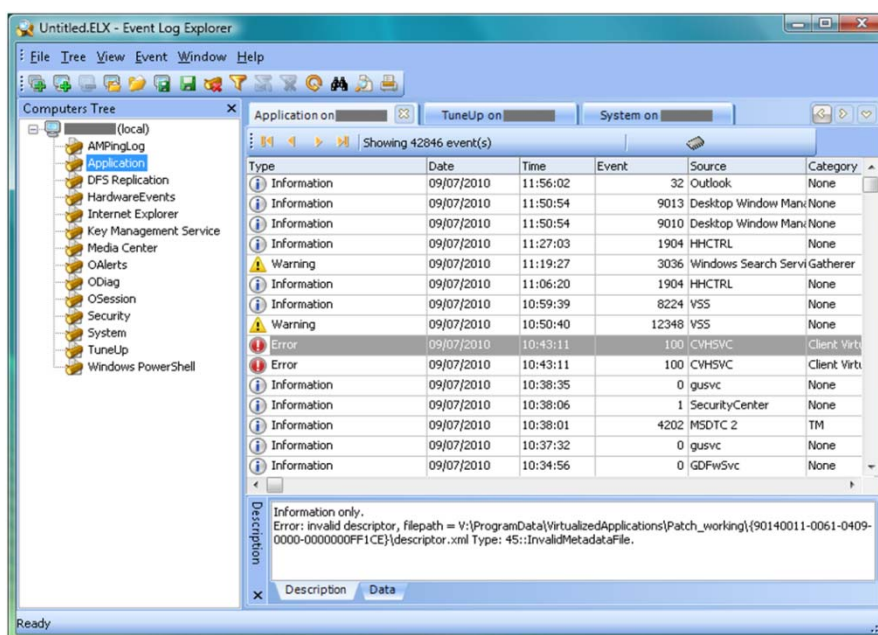 Untitled.ELX - Event Log Explorer
File Tree View Event Window Help
Computers Tree
(local)
AMPingLog
Application
DFS Replication
HardwareEvents
Internet Explorer
Key Management Service
Media Center
OAlerts
ODiag
OSession
Security
System
TuneUp
Windows PowerShell
Application on
TuneUp on
System on
Showing 42846 event(s)
Type Date Time Event Source Category
Information 09/07/2010 11:56:02 32 Outlook None
Information 09/07/2010 11:50:54 9013 Desktop Window Mana None
Information 09/07/2010 11:50:54 9010 Desktop Window Mana None
Information 09/07/2010 11:27:03 1904 HHCTRL None
Warning 09/07/2010 11:19:27 3036 Windows Search Servi Gatherer
Information 09/07/2010 11:06:20 1904 HHCTRL None
Information 09/07/2010 10:59:39 8224 VSS None
Warning 09/07/2010 10:50:40 12348 VSS None
Error 09/07/2010 10:43:11 100 CVHSVC Client Virtu
Error 09/07/2010 10:43:11 100 CVHSVC Client Virtu
Information 09/07/2010 10:38:35 0 gusvc None
Information 09/07/2010 10:38:06 1 SecurityCenter None
Information 09/07/2010 10:38:01 4202 MSDTC 2 TM
Information 09/07/2010 10:37:32 0 gusvc None
Information 09/07/2010 10:34:56 0 GDFwSvc None
Description
Information only.
Error: invalid descriptor, filepath = V:\ProgramData\VirtualizedApplications\Patch_working\{90140011-0061-0409-
0000-0000000FF1CE}\descriptor.xml Type: 45::InvalidMetadataFile.
Description Data
Ready